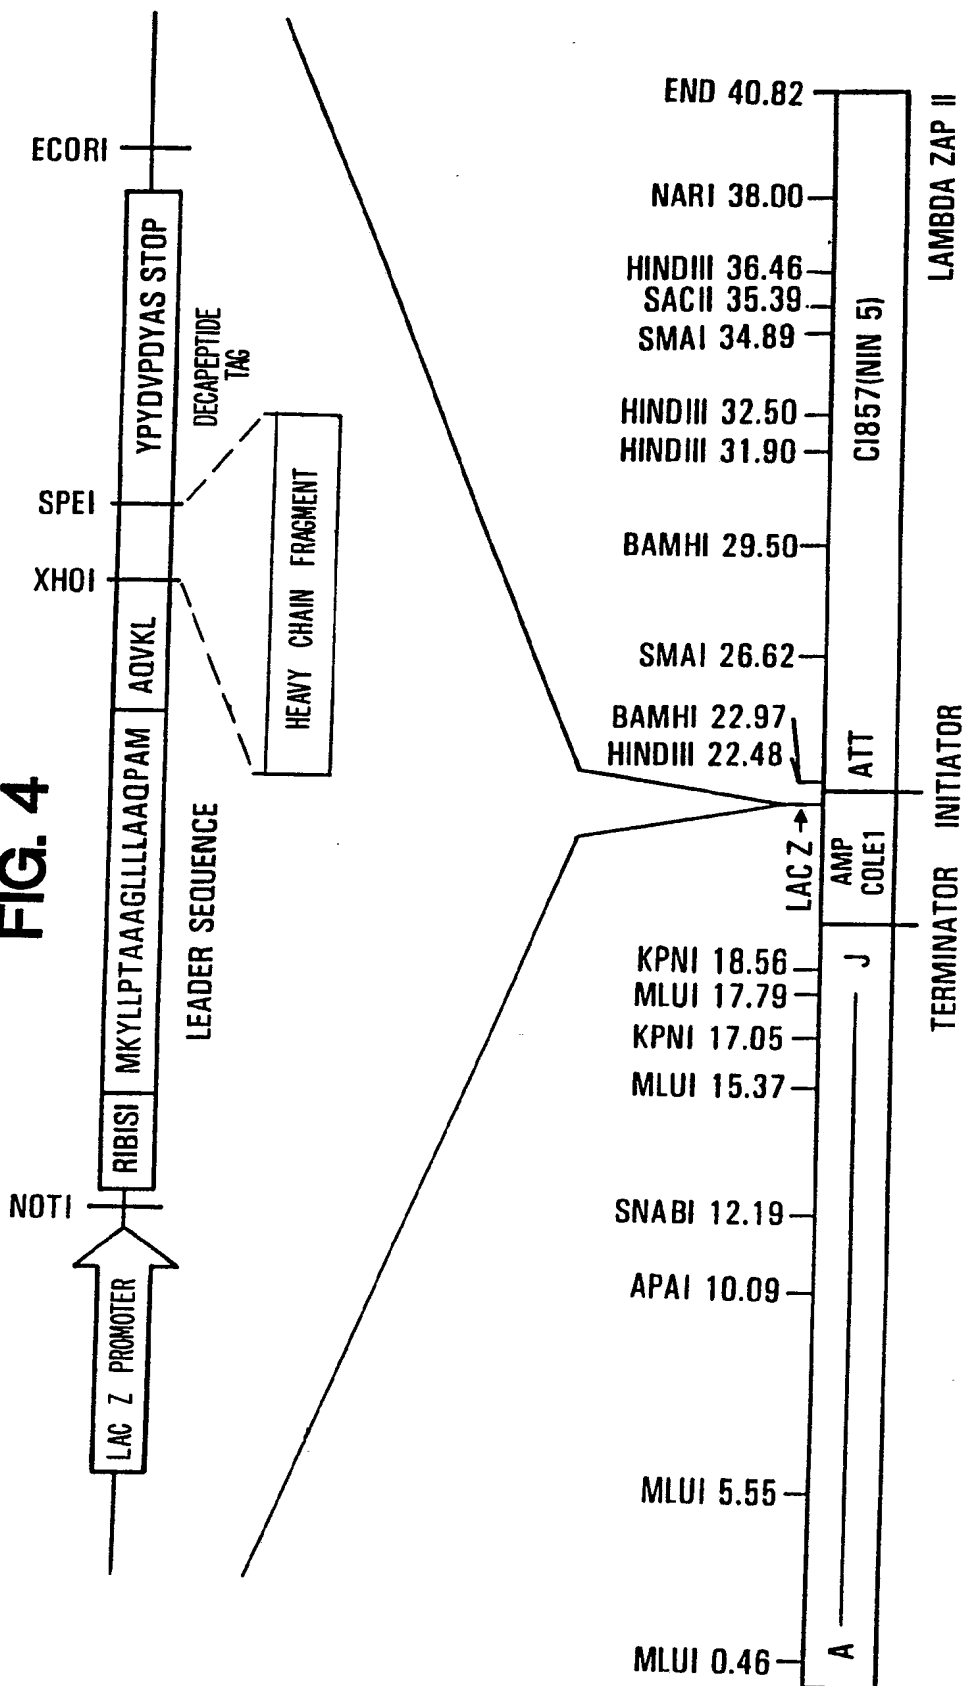 FIG. 4
LAC Z PROMOTER
NOTI
RIBISI
MKYLLPTAAAGLLLLAAQPAM
AQVKL
XHOI
SPEI
YPYDVPDYAS STOP
ECORI
LEADER SEQUENCE
DECAPEPTIDE
TAG
HEAVY CHAIN FRAGMENT
END 40.82
NARI 38.00
HINDIII 36.46
SACII 35.39
SMAI 34.89
HINDIII 32.50
HINDIII 31.90
BAMHI 29.50
SMAI 26.62
BAMHI 22.97
HINDIII 22.48
LAC Z
KPNI 18.56
MLUI 17.79
KPNI 17.05
MLUI 15.37
SNABI 12.19
APAI 10.09
MLUI 5.55
MLUI 0.46
A
J
AMP
COLE1
ATT
CI857(NIN 5)
TERMINATOR
INITIATOR
LAMBDA ZAP II